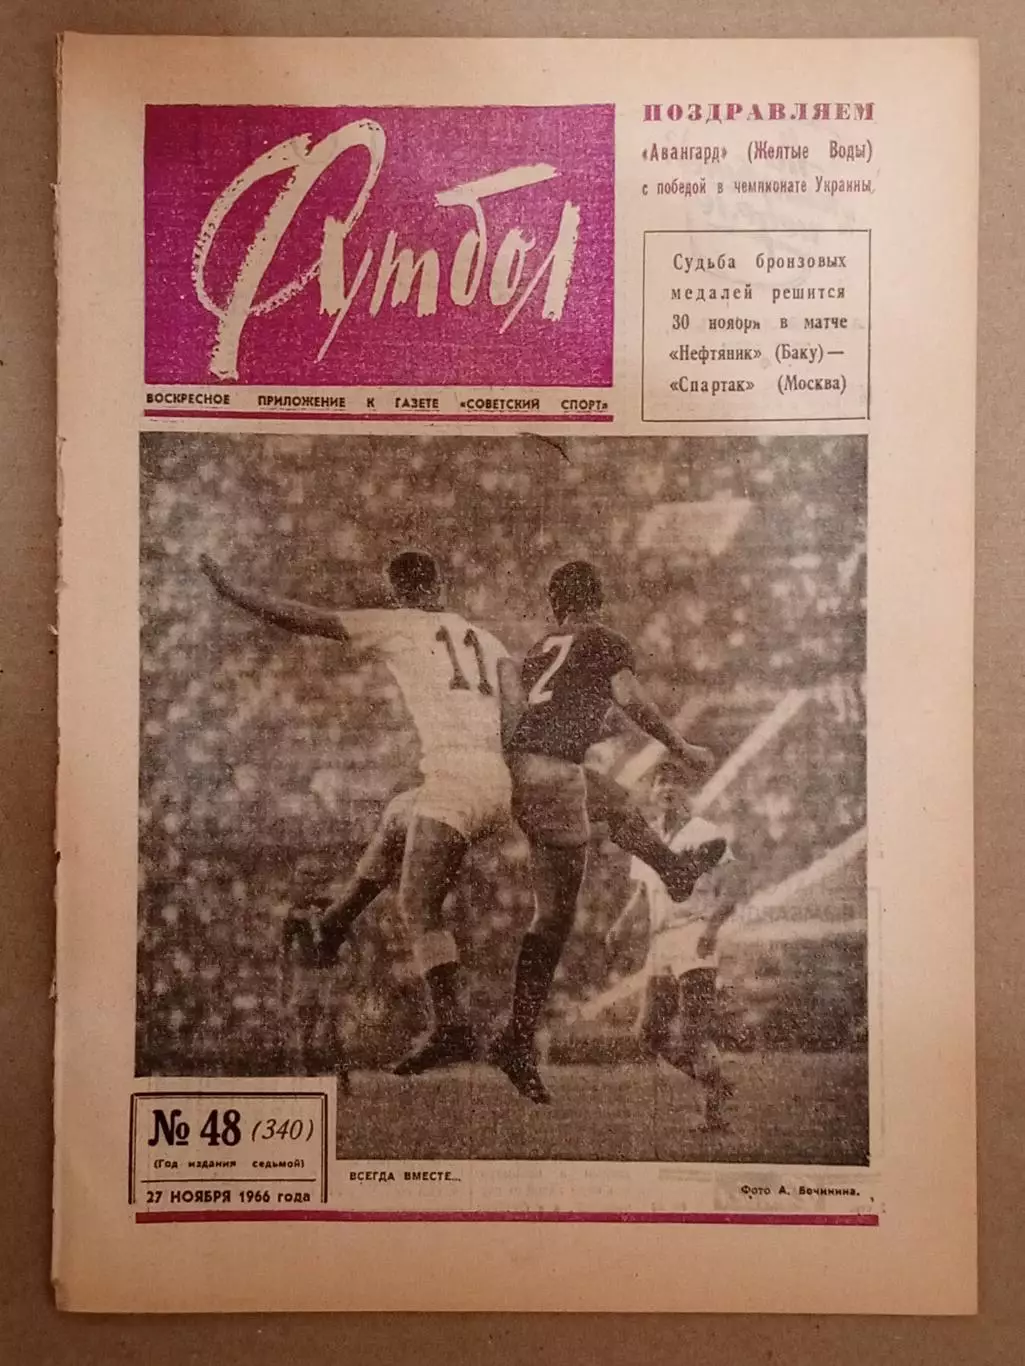 Футбол
ВОСКРЕСНОЕ ПРИЛОЖЕНИЕ К ГАЗЕТЕ «СОВЕТСКИЙ СПОРТ»
ПОЗДРАВЛЯЕМ
«Авангард» (Желтые Воды)
с победой в чемпионате Украины
Судьба бронзовых
медалей решится
30 ноября в матче
«Нефтяник» (Баку) —
«Спартак» (Москва)
11
2
№ 48 (340)
(Год издания седьмой)
27 НОЯБРЯ 1966 года
ВСЕГДА ВМЕСТЕ...
Фото А. Бочинина.